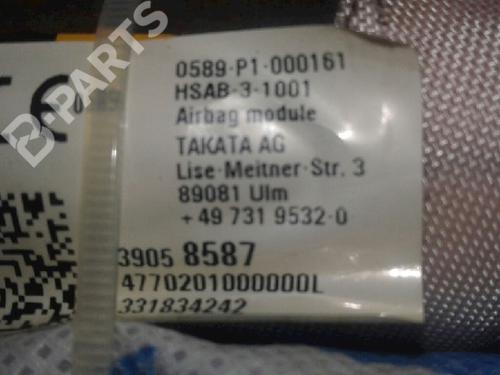 B-PARTS
0589-P1-000161
HSAB-3-1001
Airbag module
TAKATA AG
Lise-Meitner-Str. 3
89081 Ulm
+49 731 9532-0
3905 8587
4770201000000L
331834242